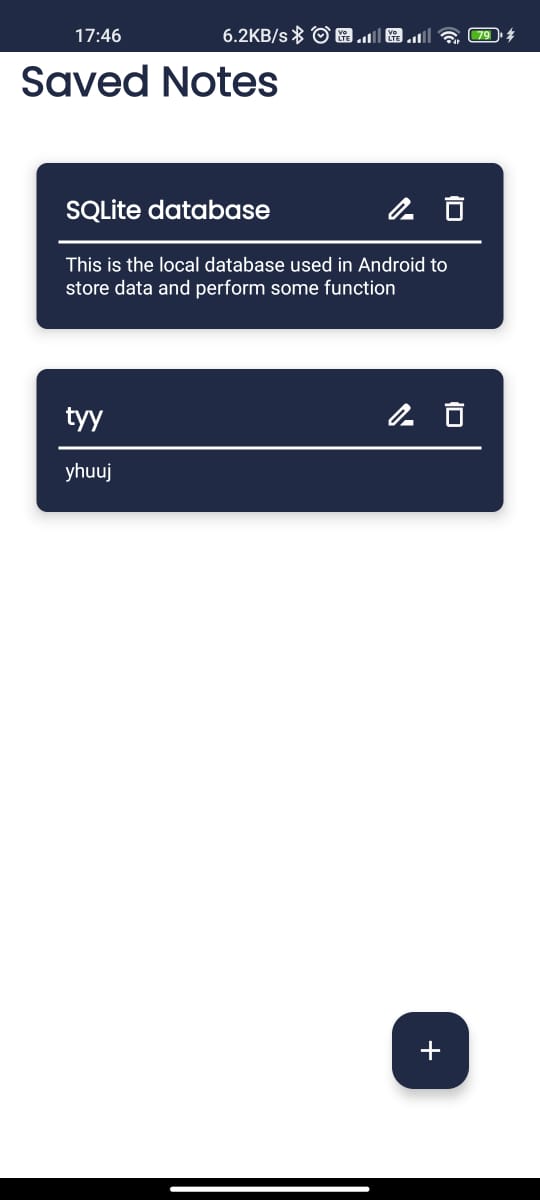 17:46 6.2KB/s Vo LTE Vo LTE 79
Saved Notes
SQLite database
This is the local database used in Android to
store data and perform some function
tyy
yhuuj
+